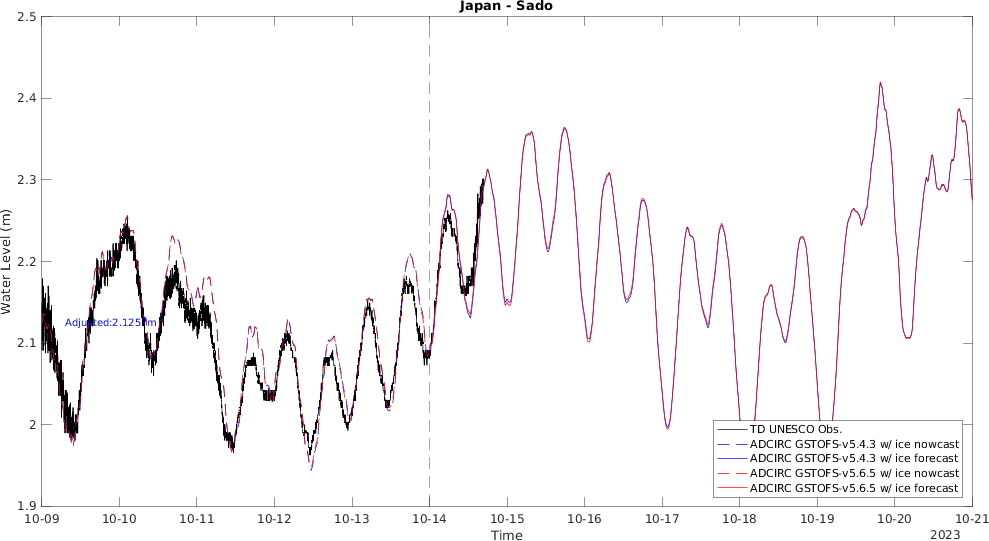 Japan - Sado
2.5
2.4
2.3
2.2
2.1
2
1.9
Water Level (m)
Adjusted:2.125 m
TD UNESCO Obs.
ADCIRC GSTOFS-v5.4.3 w/ ice nowcast
ADCIRC GSTOFS-v5.4.3 w/ ice forecast
ADCIRC GSTOFS-v5.6.5 w/ ice nowcast
ADCIRC GSTOFS-v5.6.5 w/ ice forecast
10-09 10-10 10-11 10-12 10-13 10-14 10-15 10-16 10-17 10-18 10-19 10-20 10-21
Time
2023